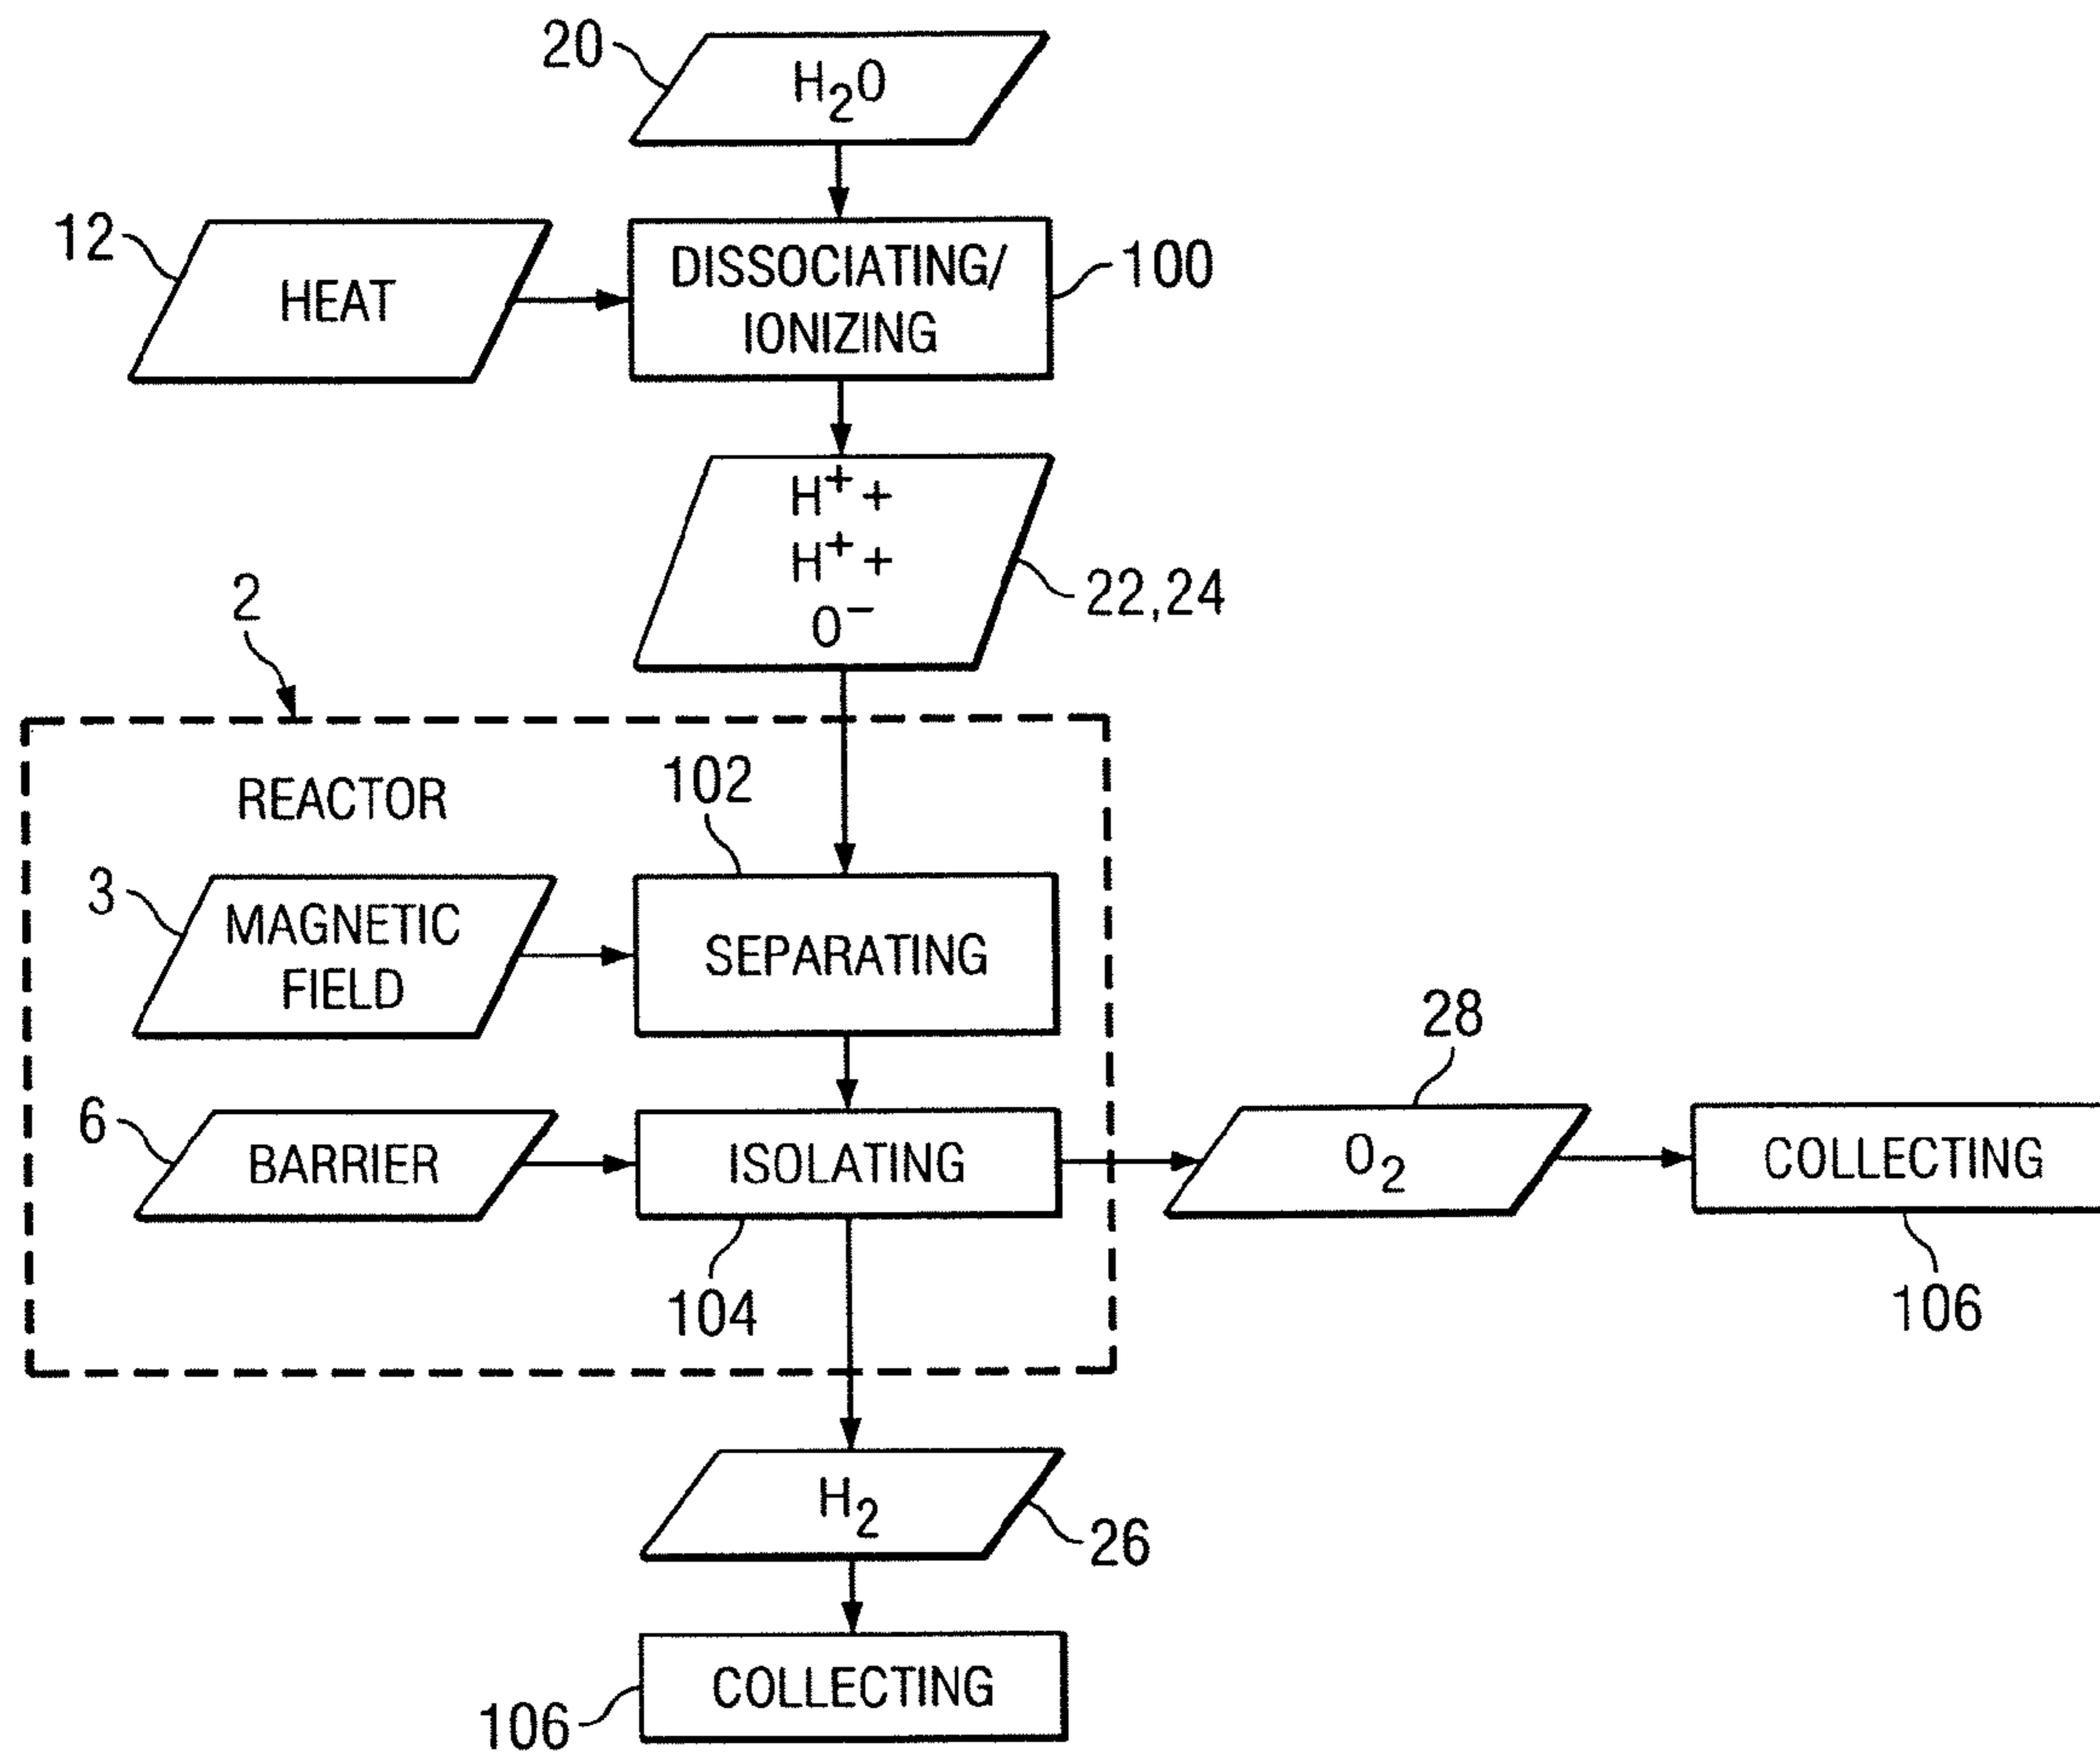 20
H₂O
12
HEAT
DISSOCIATING/
IONIZING
100
H⁺ +
H⁺ +
O⁻
22,24
2
REACTOR
102
3
MAGNETIC
FIELD
SEPARATING
28
6
BARRIER
ISOLATING
O₂
COLLECTING
104
106
H₂
26
COLLECTING
106